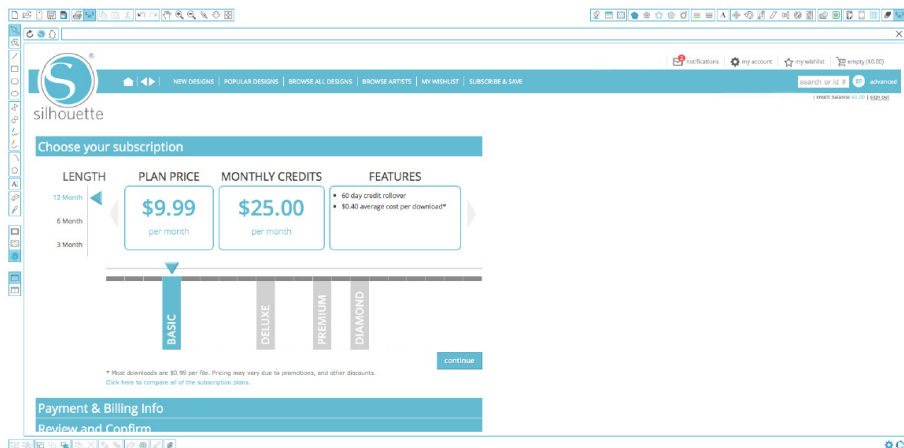 notifications my account my wishlist empty ($0.00)
NEW DESIGNS POPULAR DESIGNS BROWSE ALL DESIGNS BROWSE ARTISTS MY WISHLIST SUBSCRIBE & SAVE
search or id # advanced
| credit balance $0.00 | sign out
S
®
silhouette
Choose your subscription
LENGTH PLAN PRICE MONTHLY CREDITS FEATURES
12 Month
6 Month
3 Month
$9.99
per month
$25.00
per month
• 60 day credit rollover
• $0.40 average cost per download*
BASIC
DELUXE
PREMIUM
DIAMOND
continue
* Most downloads are $0.99 per file. Pricing may vary due to promotions, and other discounts.
Click here to compare all of the subscription plans.
Payment & Billing Info
Review and Confirm